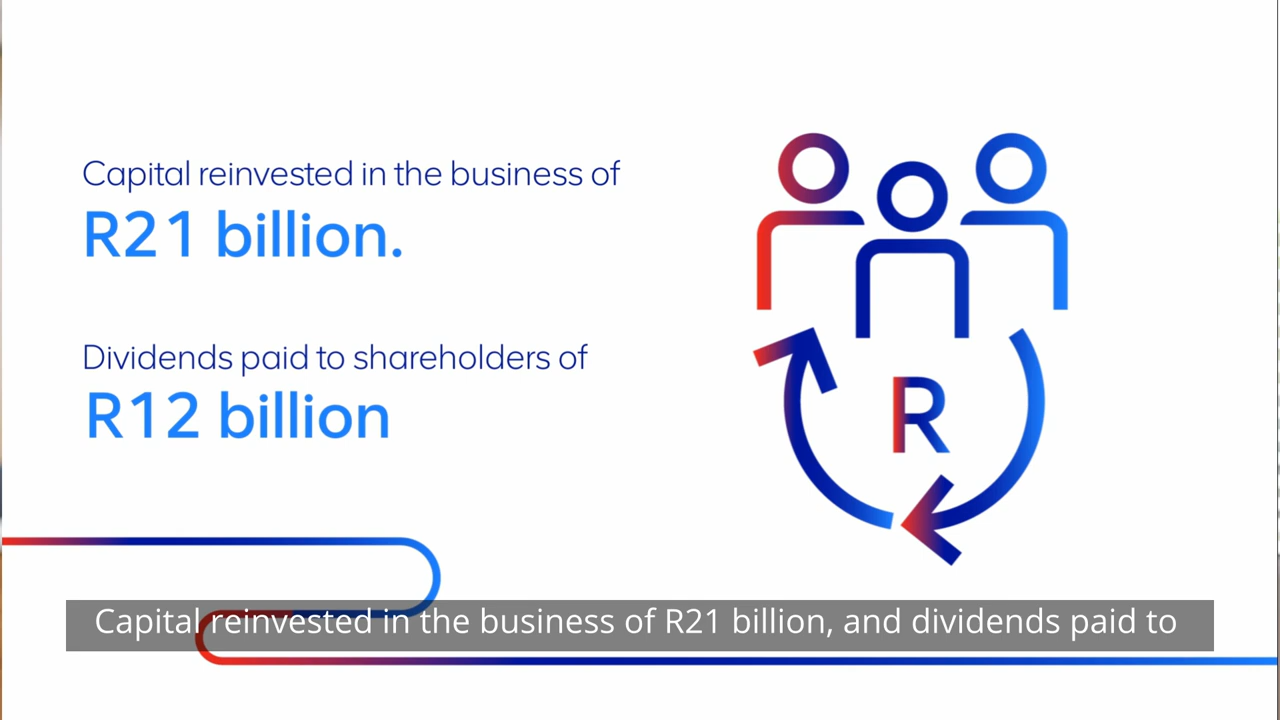 Capital reinvested in the business of
R21 billion.
Dividends paid to shareholders of
R12 billion
R
Capital reinvested in the business of R21 billion, and dividends paid to